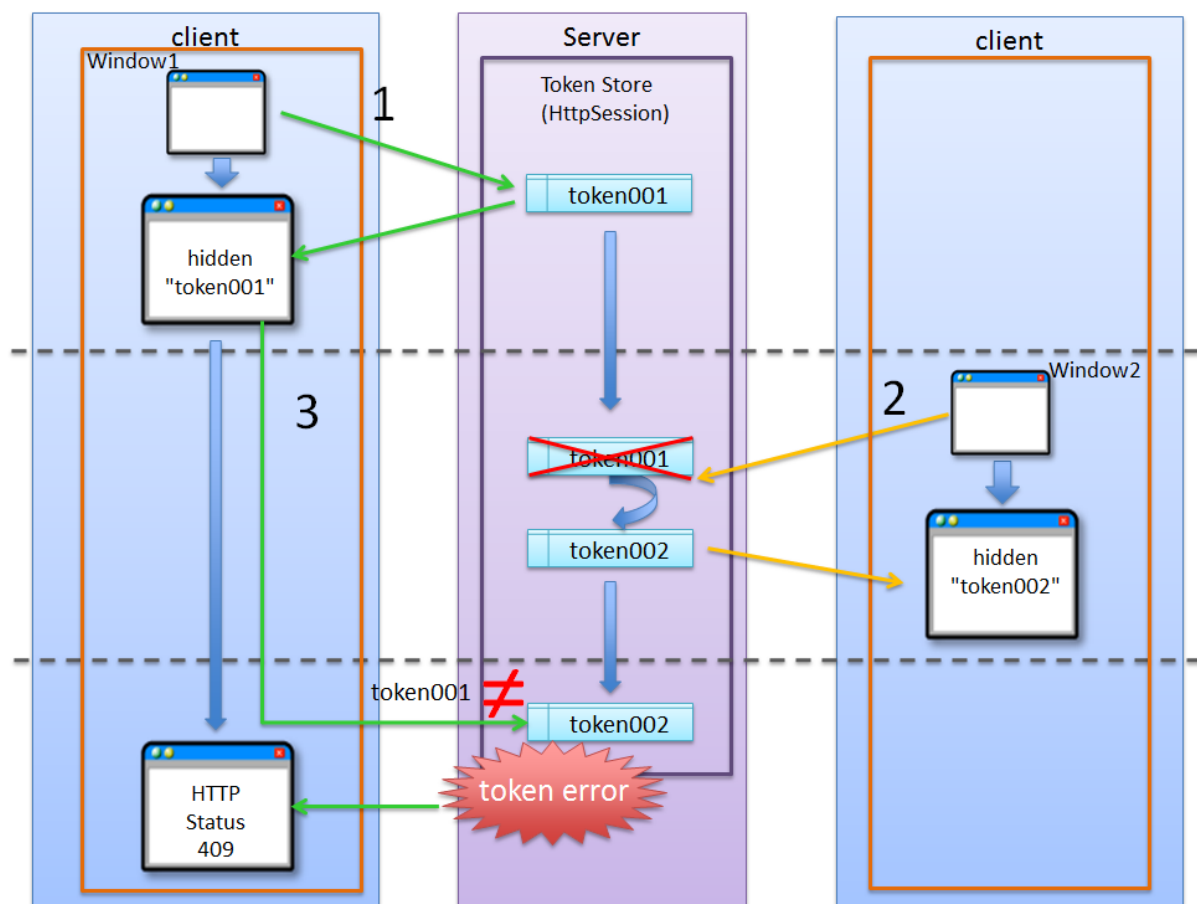 client
Server
client
Window1
Token Store
(HttpSession)
1
token001
hidden
"token001"
Window2
2
3
token001
token002
hidden
"token002"
token001
≠
token002
token error
HTTP
Status
409